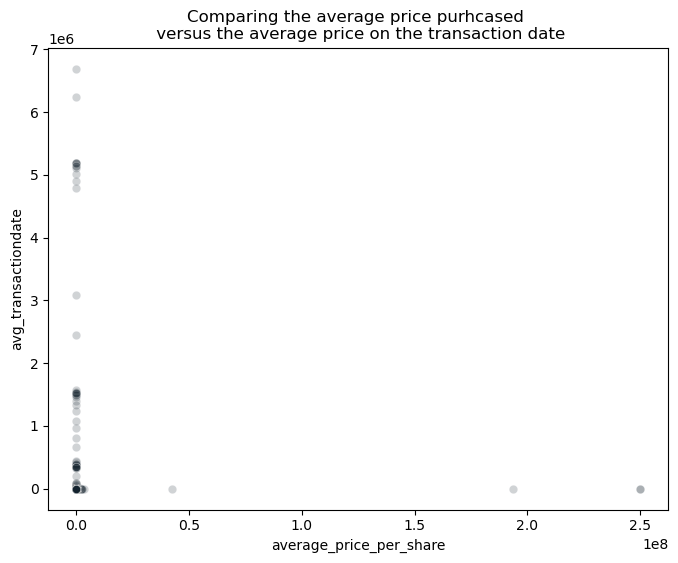 Comparing the average price purhcased
versus the average price on the transaction date
1e6
7
6
5
4
3
2
1
0
avg_transactiondate
0.0 0.5 1.0 1.5 2.0 2.5
1e8
average_price_per_share